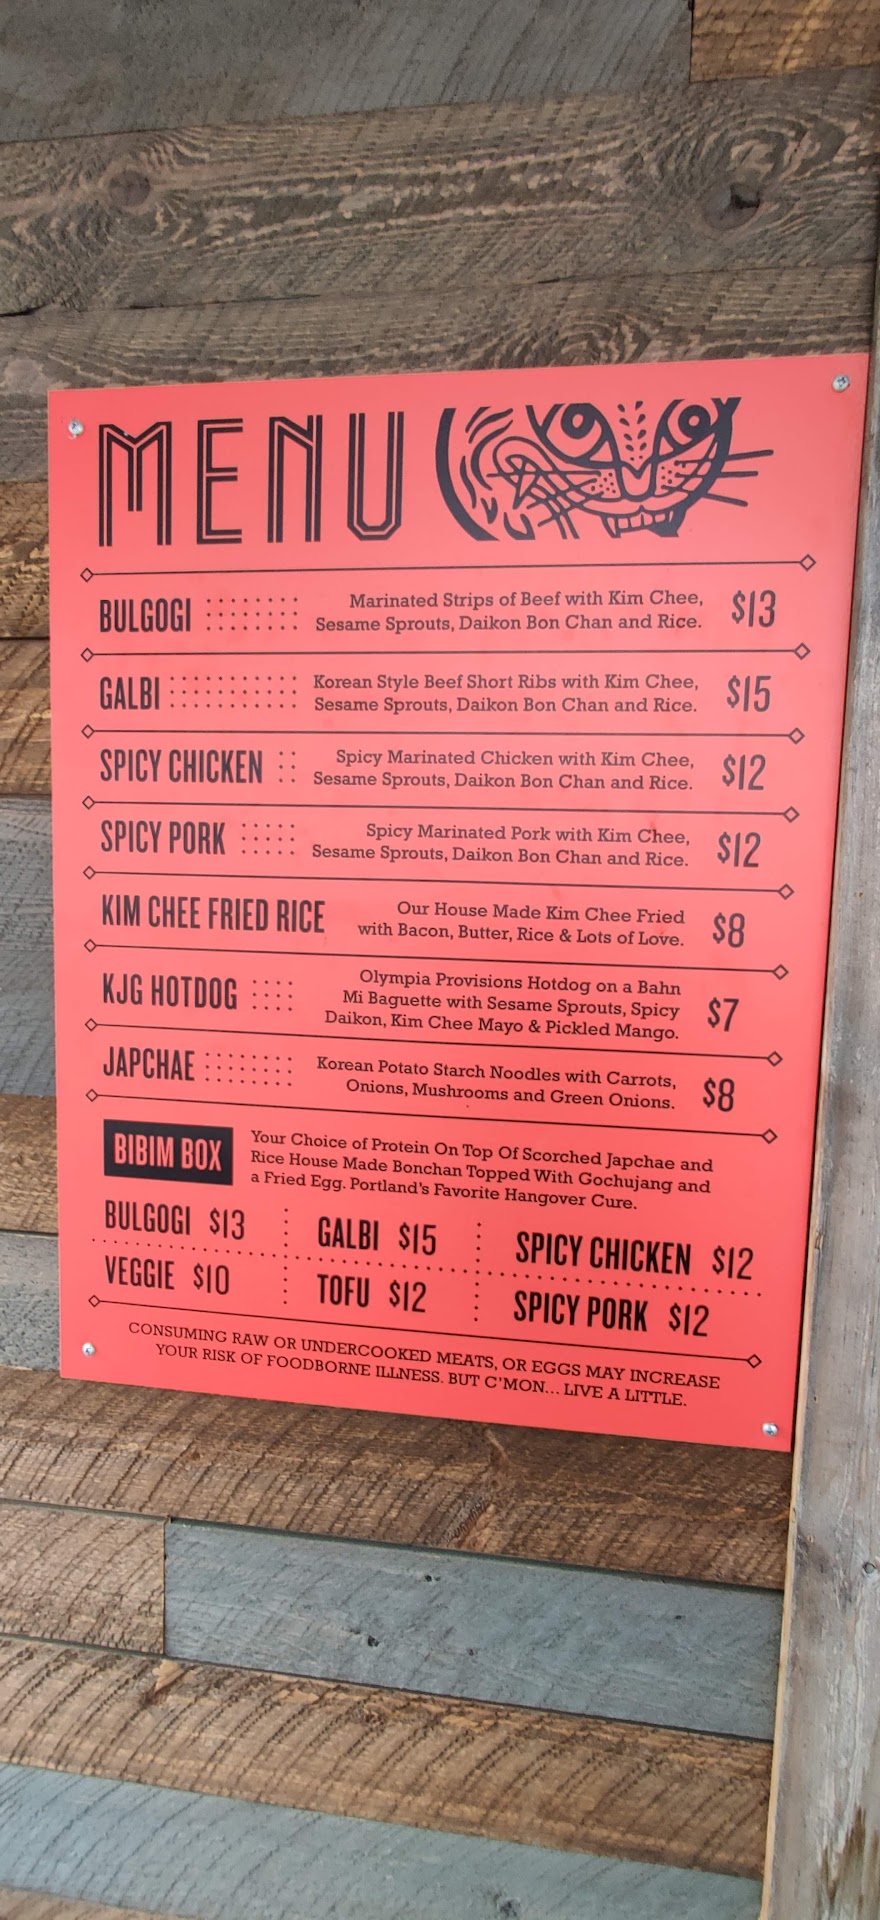 MENU
BULGOGI Marinated Strips of Beef with Kim Chee, $13
Sesame Sprouts, Daikon Bon Chan and Rice.
GALBI Korean Style Beef Short Ribs with Kim Chee, $15
Sesame Sprouts, Daikon Bon Chan and Rice.
SPICY CHICKEN Spicy Marinated Chicken with Kim Chee, $12
Sesame Sprouts, Daikon Bon Chan and Rice.
SPICY PORK Spicy Marinated Pork with Kim Chee, $12
Sesame Sprouts, Daikon Bon Chan and Rice.
KIM CHEE FRIED RICE Our House Made Kim Chee Fried $8
with Bacon, Butter, Rice & Lots of Love.
KJG HOTDOG Olympia Provisions Hotdog on a Bahn
Mi Baguette with Sesame Sprouts, Spicy $7
Daikon, Kim Chee Mayo & Pickled Mango.
JAPCHAE Korean Potato Starch Noodles with Carrots, $8
Onions, Mushrooms and Green Onions.
BIBIM BOX Your Choice of Protein On Top Of Scorched Japchae and
Rice House Made Bonchan Topped With Gochujang and
a Fried Egg. Portland's Favorite Hangover Cure.
BULGOGI $13 GALBI $15 SPICY CHICKEN $12
VEGGIE $10 TOFU $12 SPICY PORK $12
CONSUMING RAW OR UNDERCOOKED MEATS, OR EGGS MAY INCREASE
YOUR RISK OF FOODBORNE ILLNESS. BUT C'MON... LIVE A LITTLE.